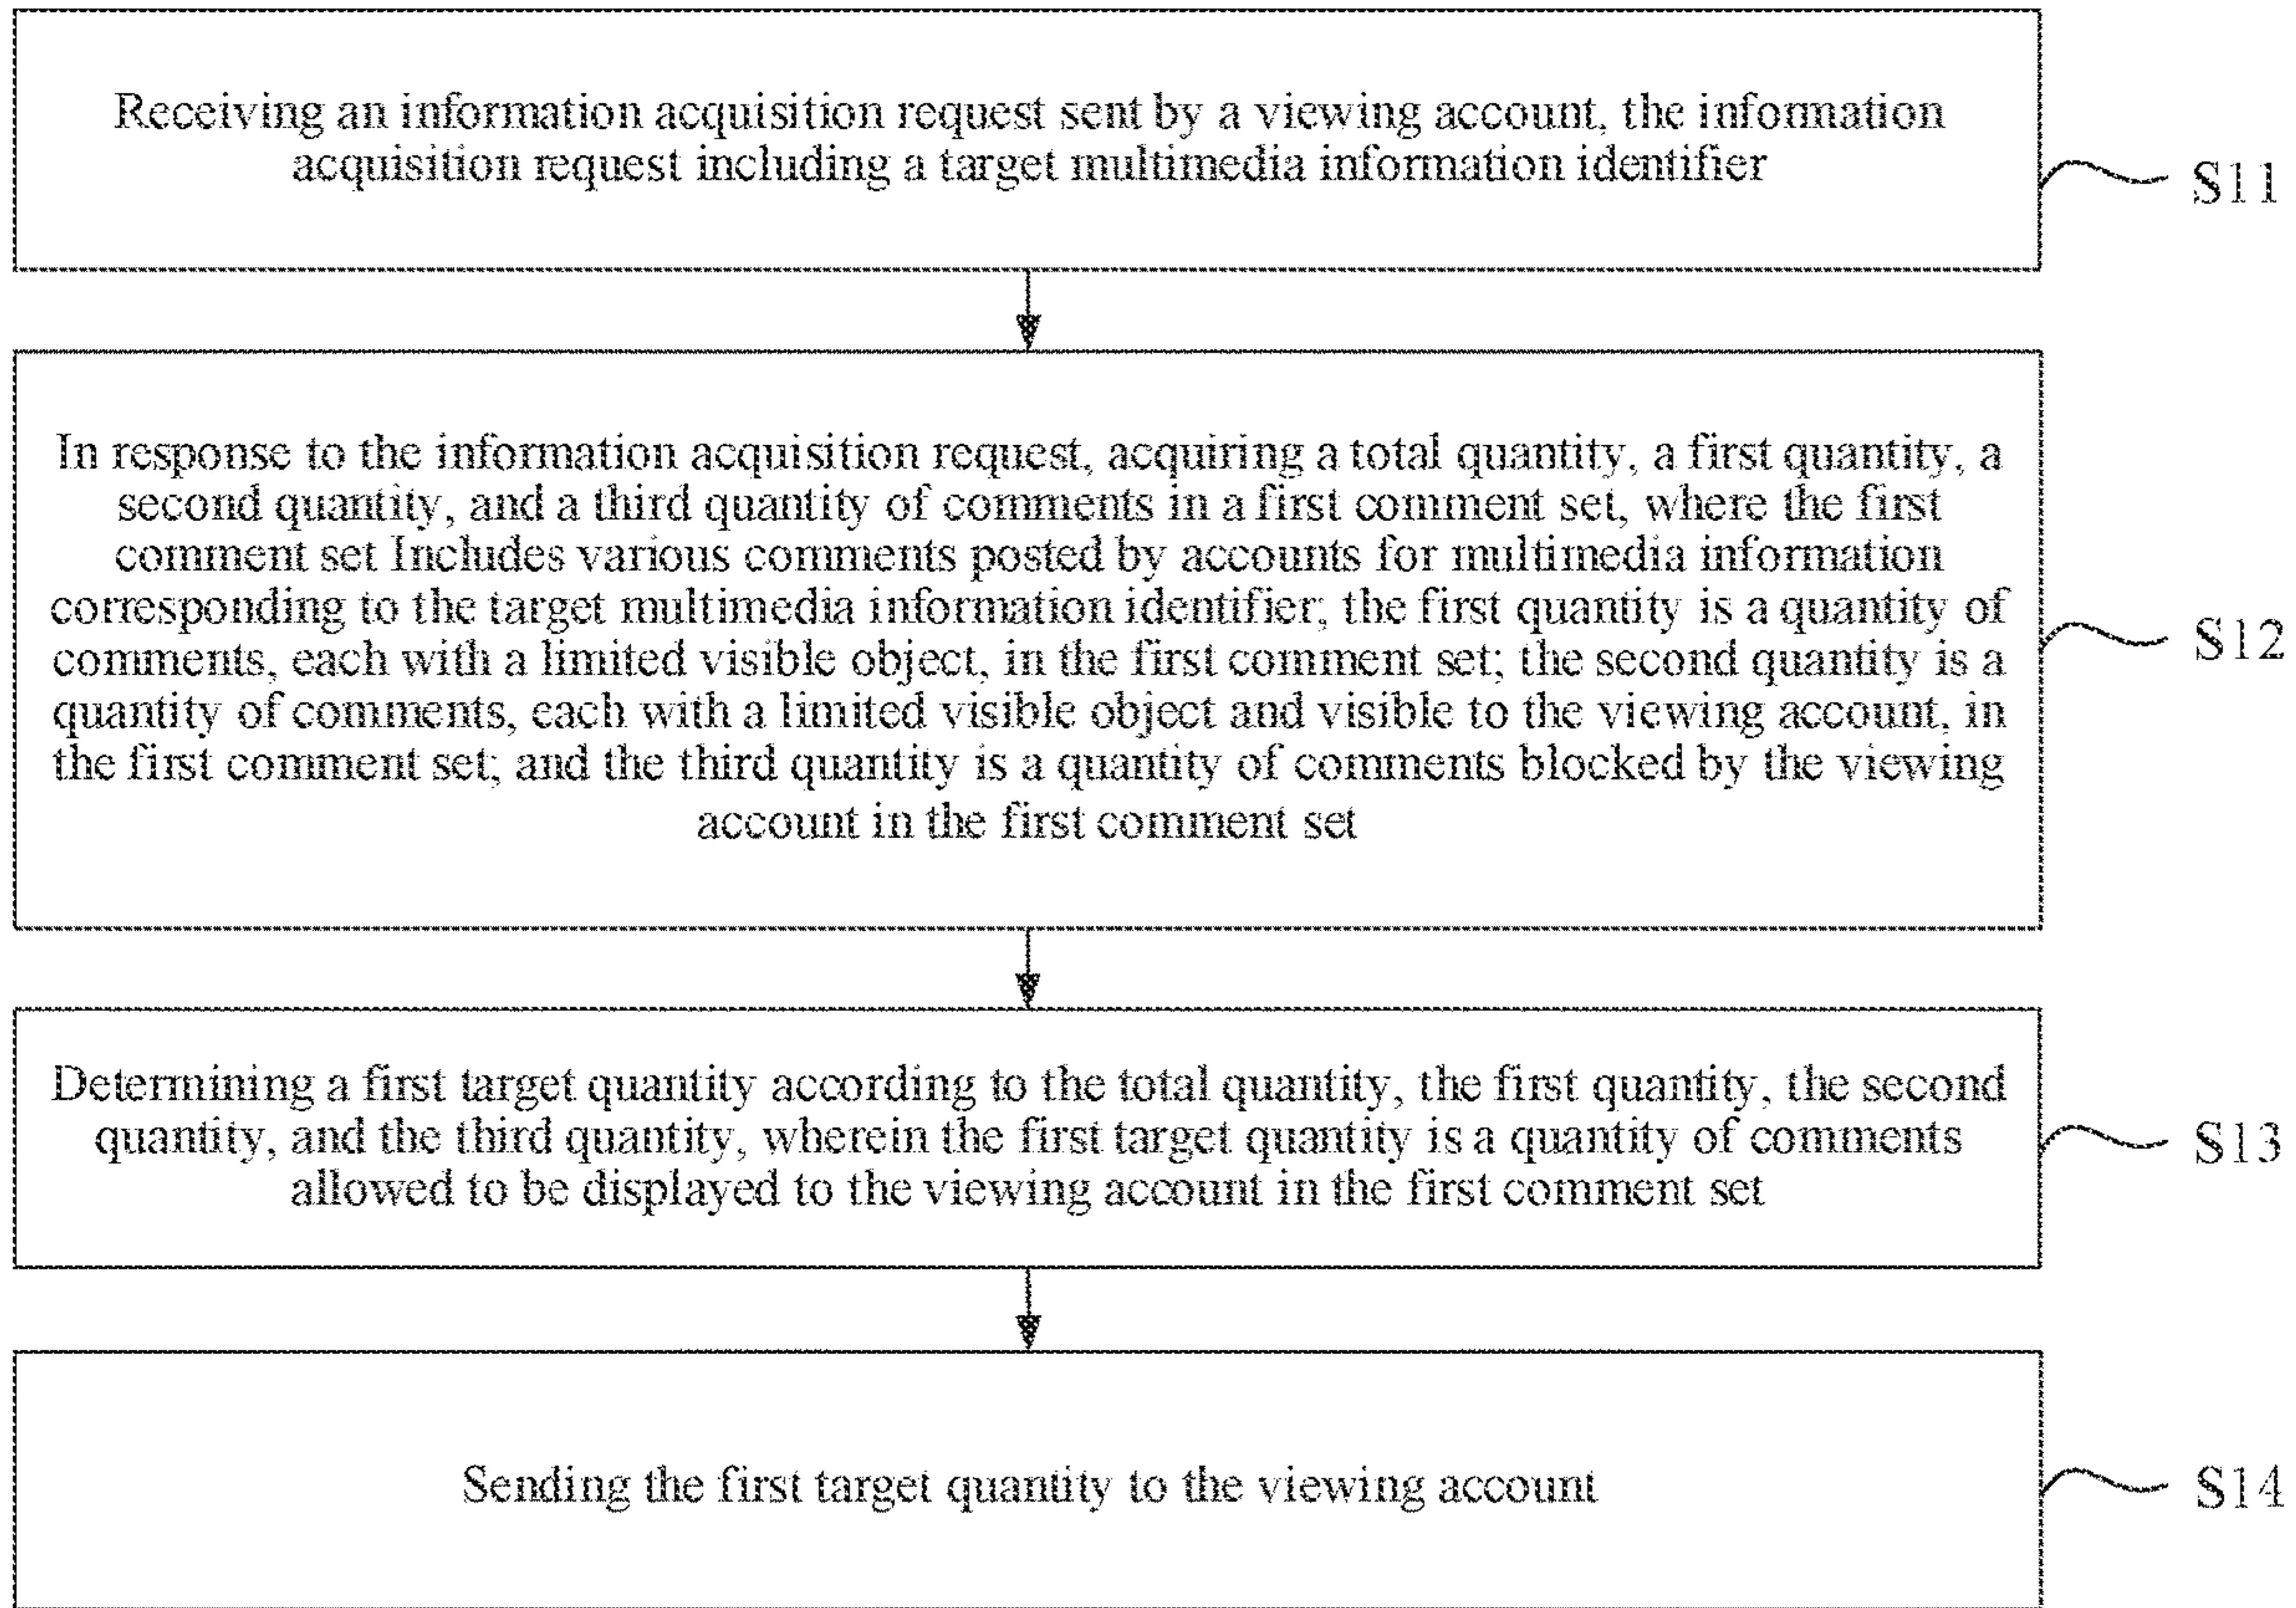 Receiving an information acquisition request sent by a viewing account, the information
acquisition request including a target multimedia information identifier
S11
In response to the information acquisition request, acquiring a total quantity, a first quantity, a
second quantity, and a third quantity of comments in a first comment set, where the first
comment set Includes various comments posted by accounts for multimedia information
corresponding to the target multimedia information identifier; the first quantity is a quantity of
comments, each with a limited visible object, in the first comment set; the second quantity is a
quantity of comments, each with a limited visible object and visible to the viewing account, in
the first comment set; and the third quantity is a quantity of comments blocked by the viewing
account in the first comment set
S12
Determining a first target quantity according to the total quantity, the first quantity, the second
quantity, and the third quantity, wherein the first target quantity is a quantity of comments
allowed to be displayed to the viewing account in the first comment set
S13
Sending the first target quantity to the viewing account
S14